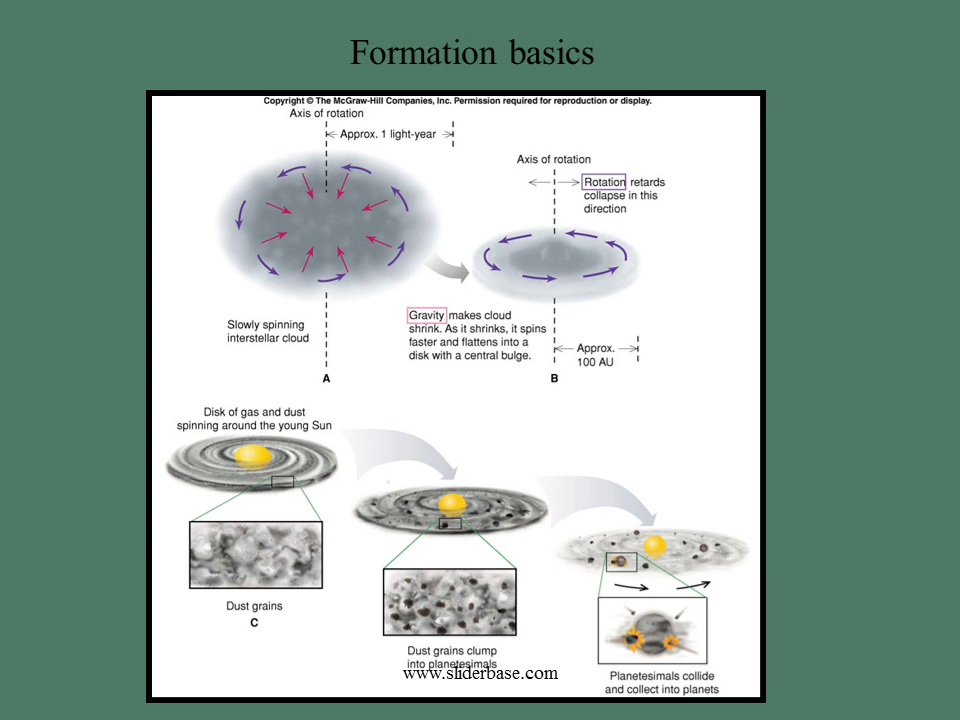 Formation basics
Copyright © The McGraw-Hill Companies, Inc. Permission required for reproduction or display.
Axis of rotation
Approx. 1 light-year
Axis of rotation
Rotation retards
collapse in this
direction
Slowly spinning
interstellar cloud
Gravity makes cloud
shrink. As it shrinks, it spins
faster and flattens into a
disk with a central bulge.
Approx.
100 AU
A
B
Disk of gas and dust
spinning around the young Sun
Dust grains
C
Dust grains clump
into planetesimals
www.sliderbase.com
Planetesimals collide
and collect into planets